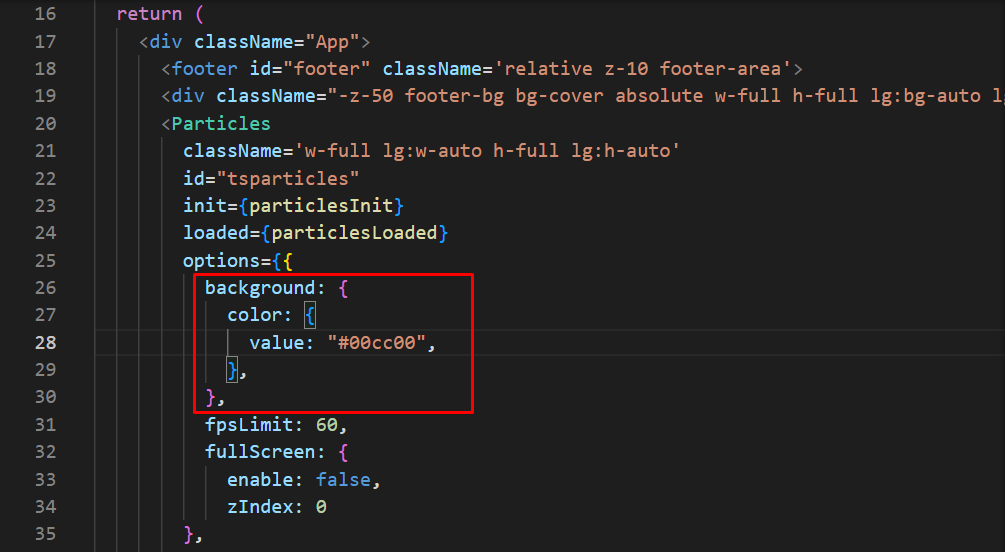 16 return (
17 <div className="App">
18 <footer id="footer" className='relative z-10 footer-area'>
19 <div className="-z-50 footer-bg bg-cover absolute w-full h-full lg:bg-auto
20 <Particles
21 className='w-full lg:w-auto h-full lg:h-auto'
22 id="tsparticles"
23 init={particlesInit}
24 loaded={particlesLoaded}
25 options={{
26 background: {
27 color: {
28 value: "#00cc00",
29 },
30 },
31 fpsLimit: 60,
32 fullScreen: {
33 enable: false,
34 zIndex: 0
35 },